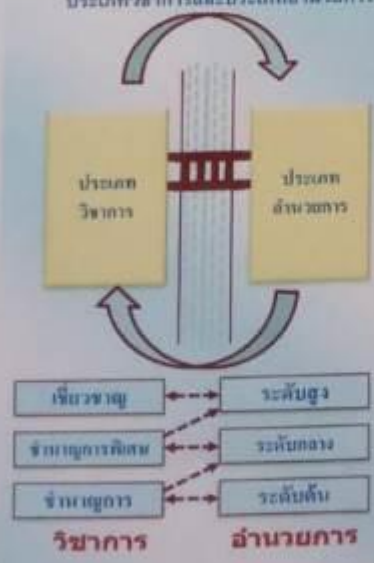 ประเภท
วิชาการ
ประเภท
อำนวยการ
เชี่ยวชาญ
ระดับสูง
ชำนาญการพิเศษ
ระดับกลาง
ชำนาญการ
ระดับต้น
วิชาการ
อำนวยการ